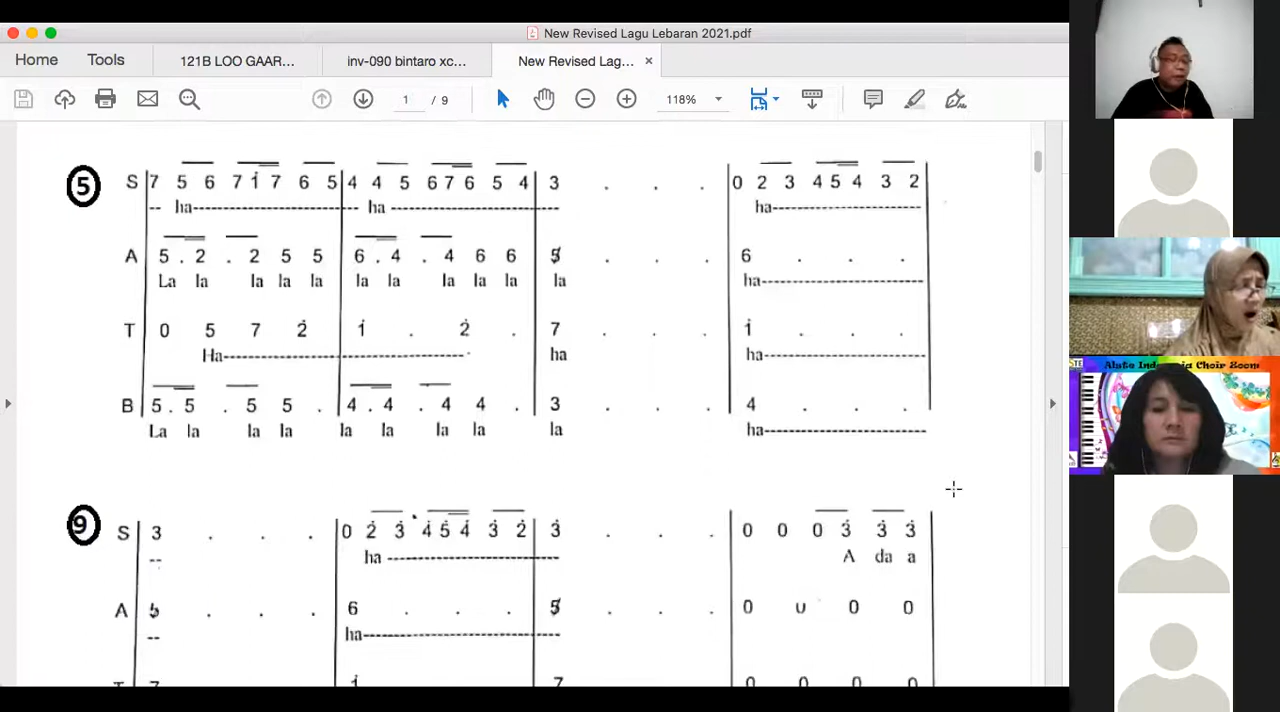 New Revised Lagu Lebaran 2021.pdf
Home Tools 121B LOO GAAR... inv-090 bintaro xc... New Revised Lag... ×
1 / 9 118%
5 S 7 5 6 7 i 7 6 5 4 4 5 6 7 6 5 4 3 . . . 0 2 3 4 5 4 3 2
-- ha-------------------------- ha ------------------------- ha-----------------------
A 5 . 2 . 2 5 5 6 . 4 . 4 6 6 5 . . . 6 . . .
La la la la la la la la la la la ha-----------------------
T 0 5 7 2̇ i . 2̇ . 7 . . . i . . .
Ha----------------------------------- ha ha-----------------------
B 5 . 5 . 5 5 . 4 . 4 . 4 4 . 3 . . . 4 . . .
La la la la la la la la la ha-----------------------
9 S 3 . . . 0 2̇ 3̇ 4̇ 5̇ 4̇ 3̇ 2̇ 3̇ . . . 0 0 0 3̇ 3̇ 3̇
-- ha ------------------------- A da a
A 5 . . . 6 . . . 5 . . . 0 0 0 0
-- ha-----------------------------